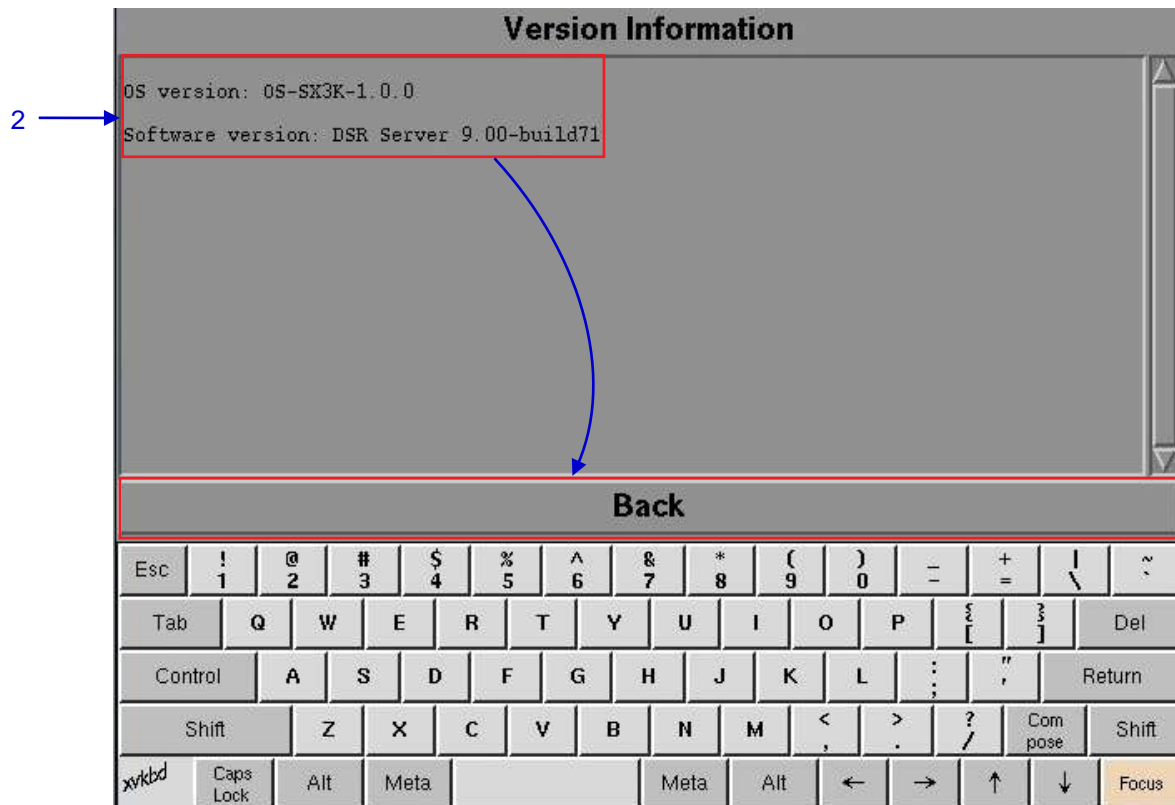 Version Information
OS version: OS-SX3K-1.0.0
2
Software version: DSR Server 9.00-build71
Back
Esc ! 1 @ 2 # 3 $ 4 % 5 ^ 6 & 7 * 8 ( 9 ) 0 _ - + = | \ ~ `
Tab Q W E R T Y U I O P { [ } ] Del
Control A S D F G H J K L : ; " ' Return
Shift Z X C V B N M < , > . ? / Com pose Shift
xvkbd Caps Lock Alt Meta Meta Alt ← → ↑ ↓ Focus